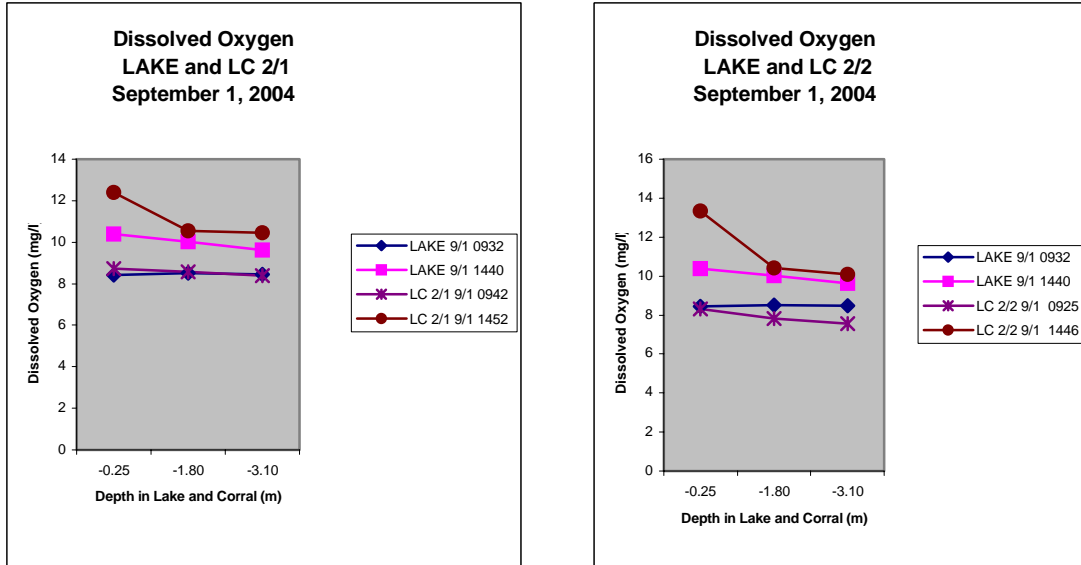 Dissolved Oxygen
LAKE and LC 2/1
September 1, 2004
14
12
10
8
6
4
2
0
Dissolved Oxygen (mg/l
-0.25 -1.80 -3.10
Depth in Lake and Corral (m)
LAKE 9/1 0932
LAKE 9/1 1440
LC 2/1 9/1 0942
LC 2/1 9/1 1452
Dissolved Oxygen
LAKE and LC 2/2
September 1, 2004
16
14
12
10
8
6
4
2
0
Dissolved Oxygen (mg/l
-0.25 -1.80 -3.10
Depth in Lake and Corral (m)
LAKE 9/1 0932
LAKE 9/1 1440
LC 2/2 9/1 0925
LC 2/2 9/1 1446